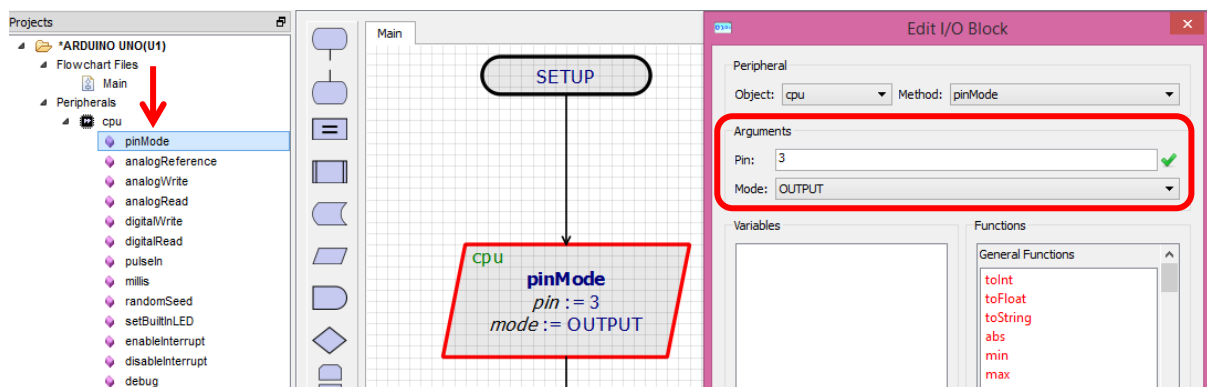 Projects
*ARDUINO UNO(U1)
Flowchart Files
Main
Peripherals
cpu
pinMode
analogReference
analogWrite
analogRead
digitalWrite
digitalRead
pulseIn
millis
randomSeed
setBuiltInLED
enableInterrupt
disableInterrupt
debug
Main
SETUP
cpu
pinMode
pin := 3
mode := OUTPUT
Edit I/O Block
Peripheral
Object: cpu Method: pinMode
Arguments
Pin: 3
Mode: OUTPUT
Variables
Functions
General Functions
toInt
toFloat
toString
abs
min
max